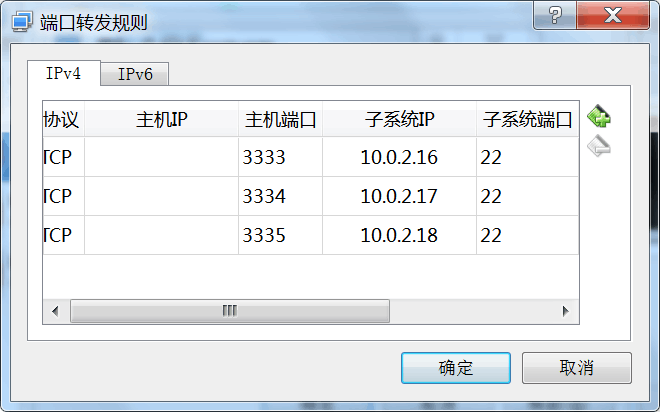 端口转发规则
IPv4 IPv6
协议 主机IP 主机端口 子系统IP 子系统端口
TCP 3333 10.0.2.16 22
TCP 3334 10.0.2.17 22
TCP 3335 10.0.2.18 22
确定 取消